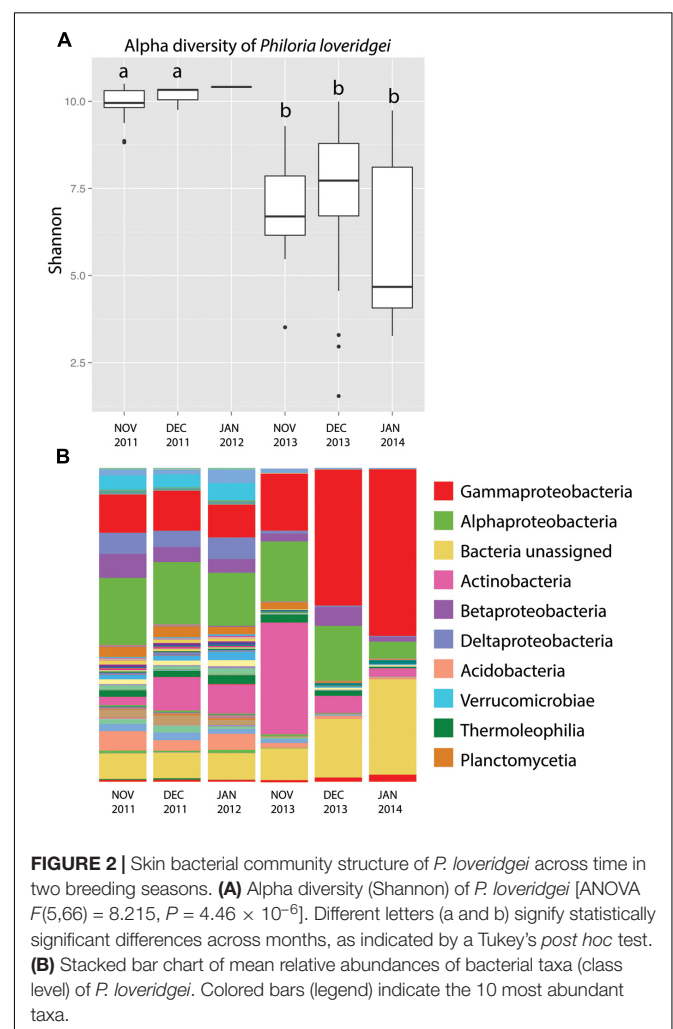 A
Alpha diversity of Philoria loveridgei
a
a
b
b
b
10.0
7.5
5.0
2.5
Shannon
NOV DEC JAN NOV DEC JAN
2011 2011 2012 2013 2013 2014
B
Gammaproteobacteria
Alphaproteobacteria
Bacteria unassigned
Actinobacteria
Betaproteobacteria
Deltaproteobacteria
Acidobacteria
Verrucomicrobiae
Thermoleophilia
Planctomycetia
NOV DEC JAN NOV DEC JAN
2011 2011 2012 2013 2013 2014
FIGURE 2 | Skin bacterial community structure of P. loveridgei across time in
two breeding seasons. (A) Alpha diversity (Shannon) of P. loveridgei [ANOVA
F(5,66) = 8.215, P = 4.46 × 10⁻⁶]. Different letters (a and b) signify statistically
significant differences across months, as indicated by a Tukey's post hoc test.
(B) Stacked bar chart of mean relative abundances of bacterial taxa (class
level) of P. loveridgei. Colored bars (legend) indicate the 10 most abundant
taxa.